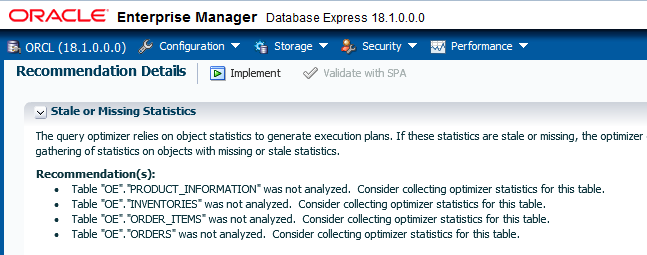 ORACLE Enterprise Manager Database Express 18.1.0.0.0
ORCL (18.1.0.0.0) Configuration Storage Security Performance
Recommendation Details Implement Validate with SPA
Stale or Missing Statistics
The query optimizer relies on object statistics to generate execution plans. If these statistics are stale or missing, the optimizer
gathering of statistics on objects with missing or stale statistics.
Recommendation(s):
• Table "OE"."PRODUCT_INFORMATION" was not analyzed. Consider collecting optimizer statistics for this table.
• Table "OE"."INVENTORIES" was not analyzed. Consider collecting optimizer statistics for this table.
• Table "OE"."ORDER_ITEMS" was not analyzed. Consider collecting optimizer statistics for this table.
• Table "OE"."ORDERS" was not analyzed. Consider collecting optimizer statistics for this table.